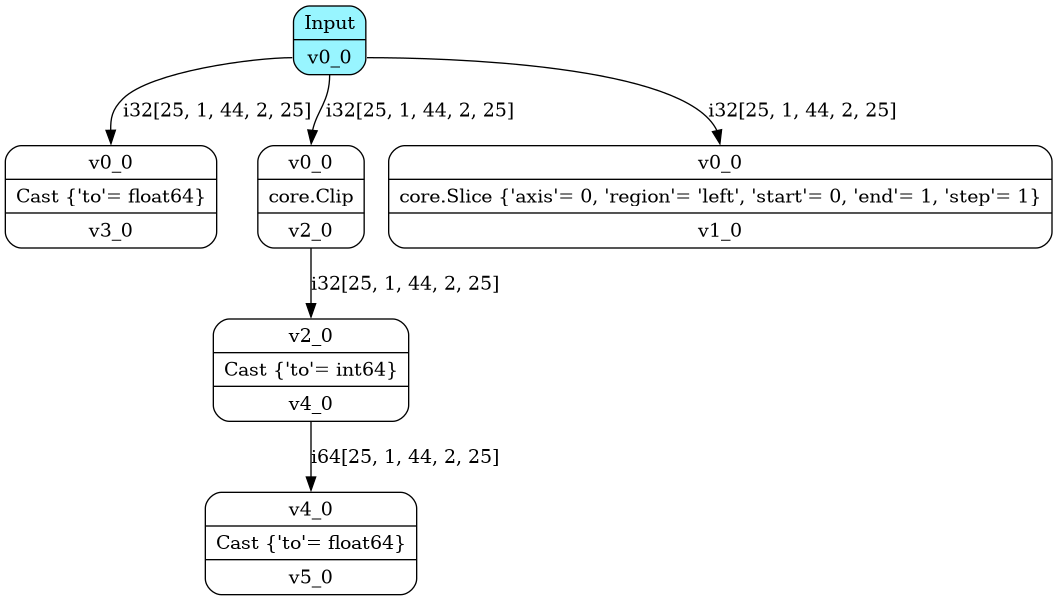 Input
v0_0
i32[25, 1, 44, 2, 25]
i32[25, 1, 44, 2, 25]
i32[25, 1, 44, 2, 25]
v0_0
Cast {'to'= float64}
v3_0
v0_0
core.Clip
v2_0
v0_0
core.Slice {'axis'= 0, 'region'= 'left', 'start'= 0, 'end'= 1, 'step'= 1}
v1_0
i32[25, 1, 44, 2, 25]
v2_0
Cast {'to'= int64}
v4_0
i64[25, 1, 44, 2, 25]
v4_0
Cast {'to'= float64}
v5_0